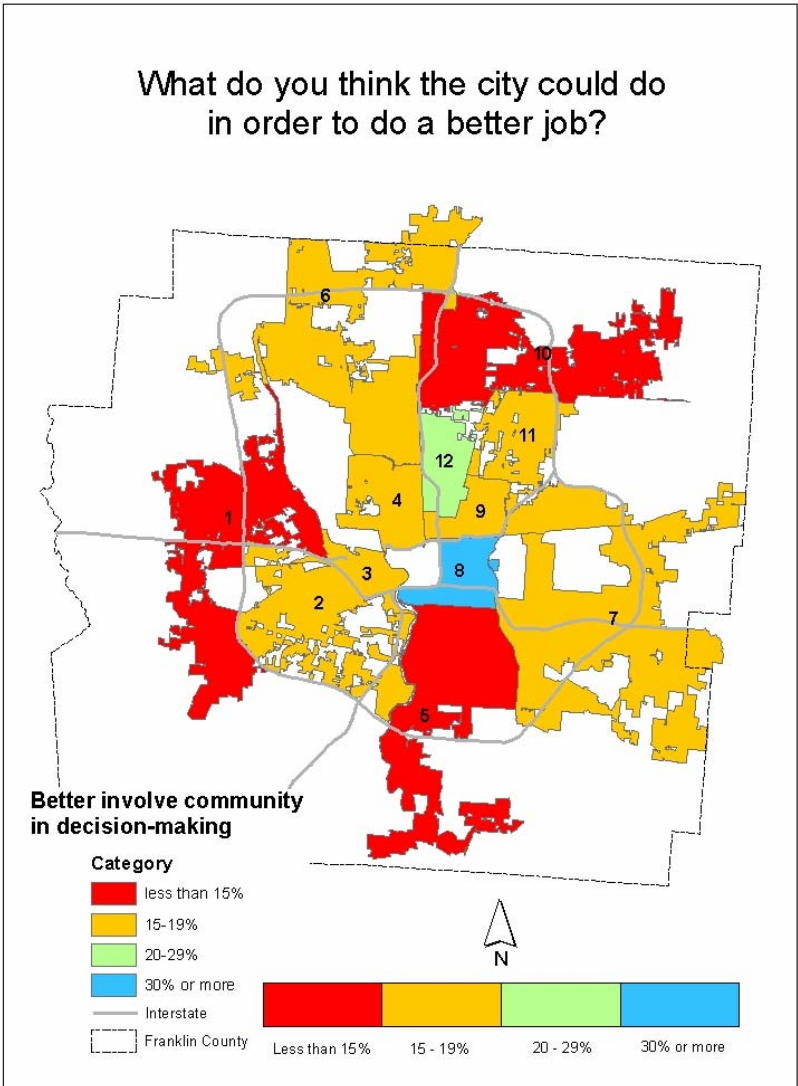 What do you think the city could do
in order to do a better job?
6
10
11
12
4
9
1
8
3
2
7
5
Better involve community
in decision-making
Category
less than 15%
15-19%
20-29%
30% or more
Interstate
Franklin County
N
Less than 15%
15 - 19%
20 - 29%
30% or more